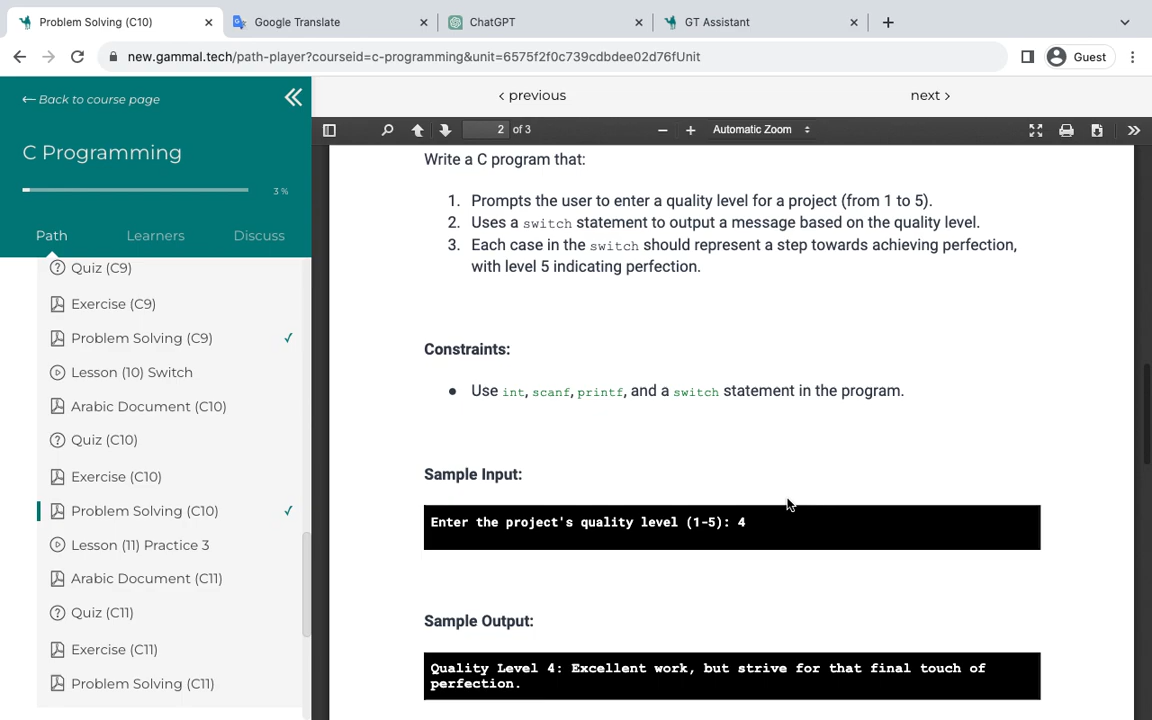 Problem Solving (C10)
Google Translate
ChatGPT
GT Assistant
new.gammal.tech/path-player?courseid=c-programming&unit=6575f2f0c739cdbdee02d76fUnit
Guest
Back to course page
C Programming
3 %
Path
Learners
Discuss
Quiz (C9)
Exercise (C9)
Problem Solving (C9)
Lesson (10) Switch
Arabic Document (C10)
Quiz (C10)
Exercise (C10)
Problem Solving (C10)
Lesson (11) Practice 3
Arabic Document (C11)
Quiz (C11)
Exercise (C11)
Problem Solving (C11)
‹ previous
next ›
2 of 3
Automatic Zoom
Write a C program that:
1. Prompts the user to enter a quality level for a project (from 1 to 5).
2. Uses a switch statement to output a message based on the quality level.
3. Each case in the switch should represent a step towards achieving perfection,
with level 5 indicating perfection.
Constraints:
● Use int, scanf, printf, and a switch statement in the program.
Sample Input:
Enter the project's quality level (1-5): 4
Sample Output:
Quality Level 4: Excellent work, but strive for that final touch of
perfection.